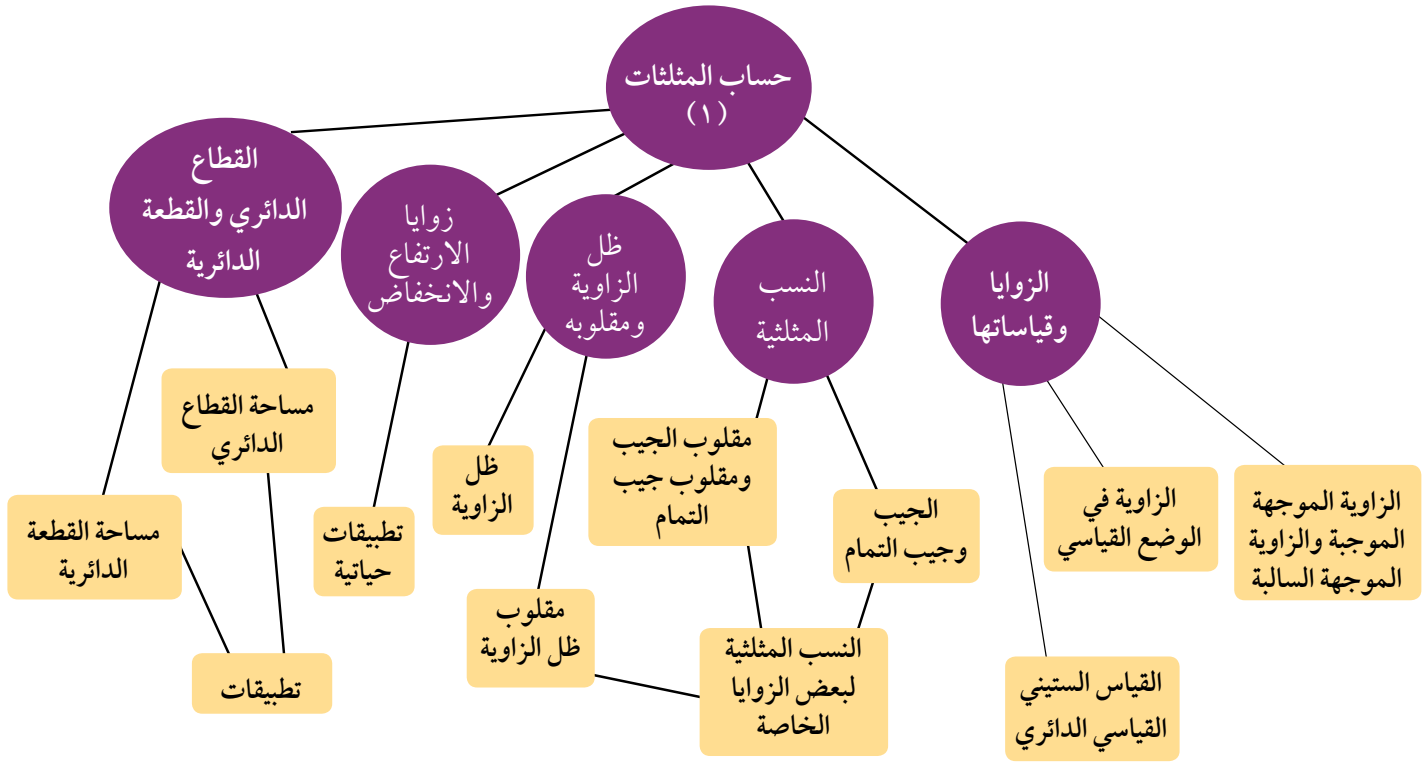 حساب المثلثات
(١)
القطاع
الدائري والقطعة
الدائرية
زوايا
الارتفاع
والانخفاض
ظل
الزاوية
ومقلوبه
النسب
المثلثية
الزوايا
وقياساتها
مساحة القطاع
الدائري
مساحة القطعة
الدائرية
تطبيقات
تطبيقات
حياتية
ظل
الزاوية
مقلوب
ظل الزاوية
مقلوب الجيب
ومقلوب جيب
التمام
الجيب
وجيب التمام
النسب المثلثية
لبعض الزوايا
الخاصة
الزاوية في
الوضع القياسي
الزاوية الموجهة
الموجبة والزاوية
الموجهة السالبة
القياس الستيني
القياسي الدائري